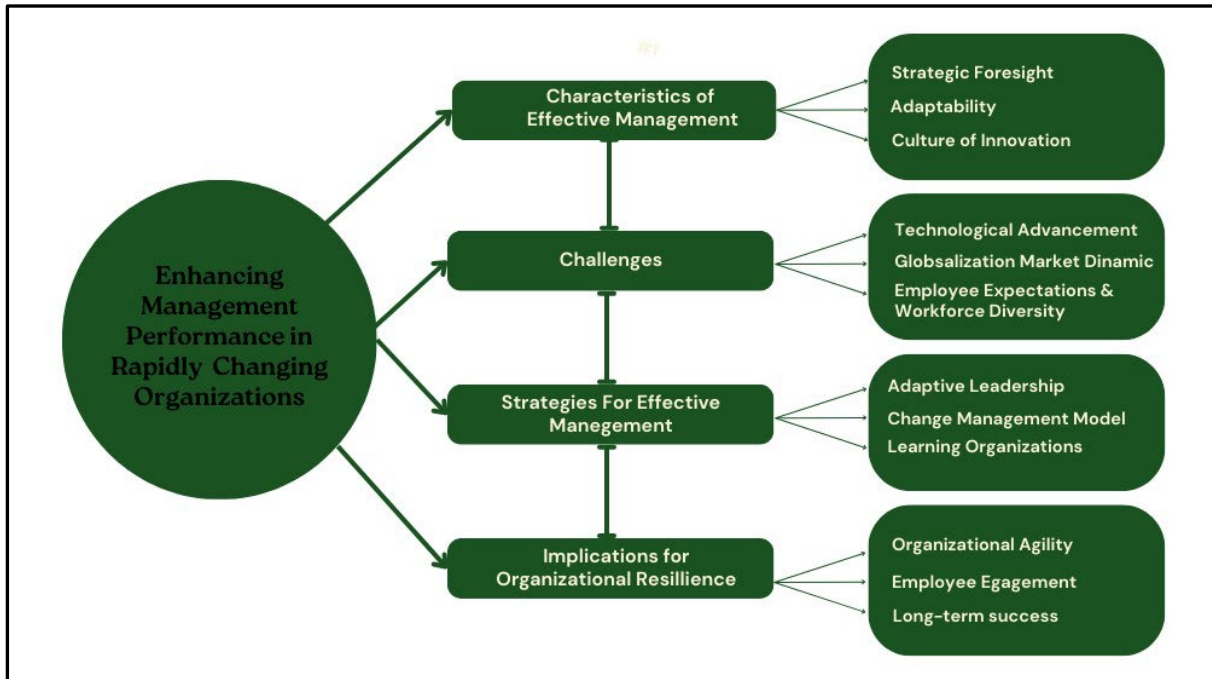 #1
Enhancing
Management
Performance in
Rapidly Changing
Organizations
Characteristics of
Effective Management
Strategic Foresight
Adaptability
Culture of Innovation
Challenges
Technological Advancement
Globsalization Market Dinamic
Employee Expectations &
Workforce Diversity
Strategies For Effective
Manegement
Adaptive Leadership
Change Management Model
Learning Organizations
Implications for
Organizational Resillience
Organizational Agility
Employee Egagement
Long-term success